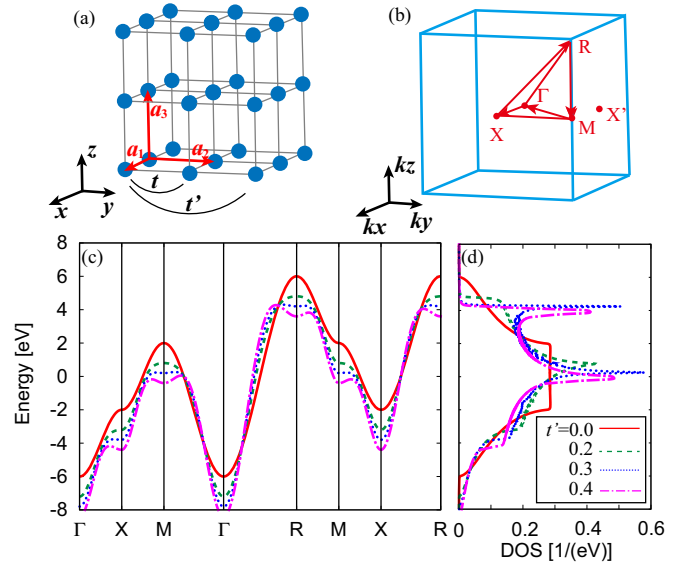 (a)
a₃
a₁
a₂
t
t'
z
x
y
(b)
R
Γ
X
M
X'
kz
kx
ky
(c)
8
6
4
2
0
-2
-4
-6
-8
Energy [eV]
Γ X M Γ R M X R
(d)
t'=0.0
0.2
0.3
0.4
0 0.2 0.4 0.6
DOS [1/(eV)]